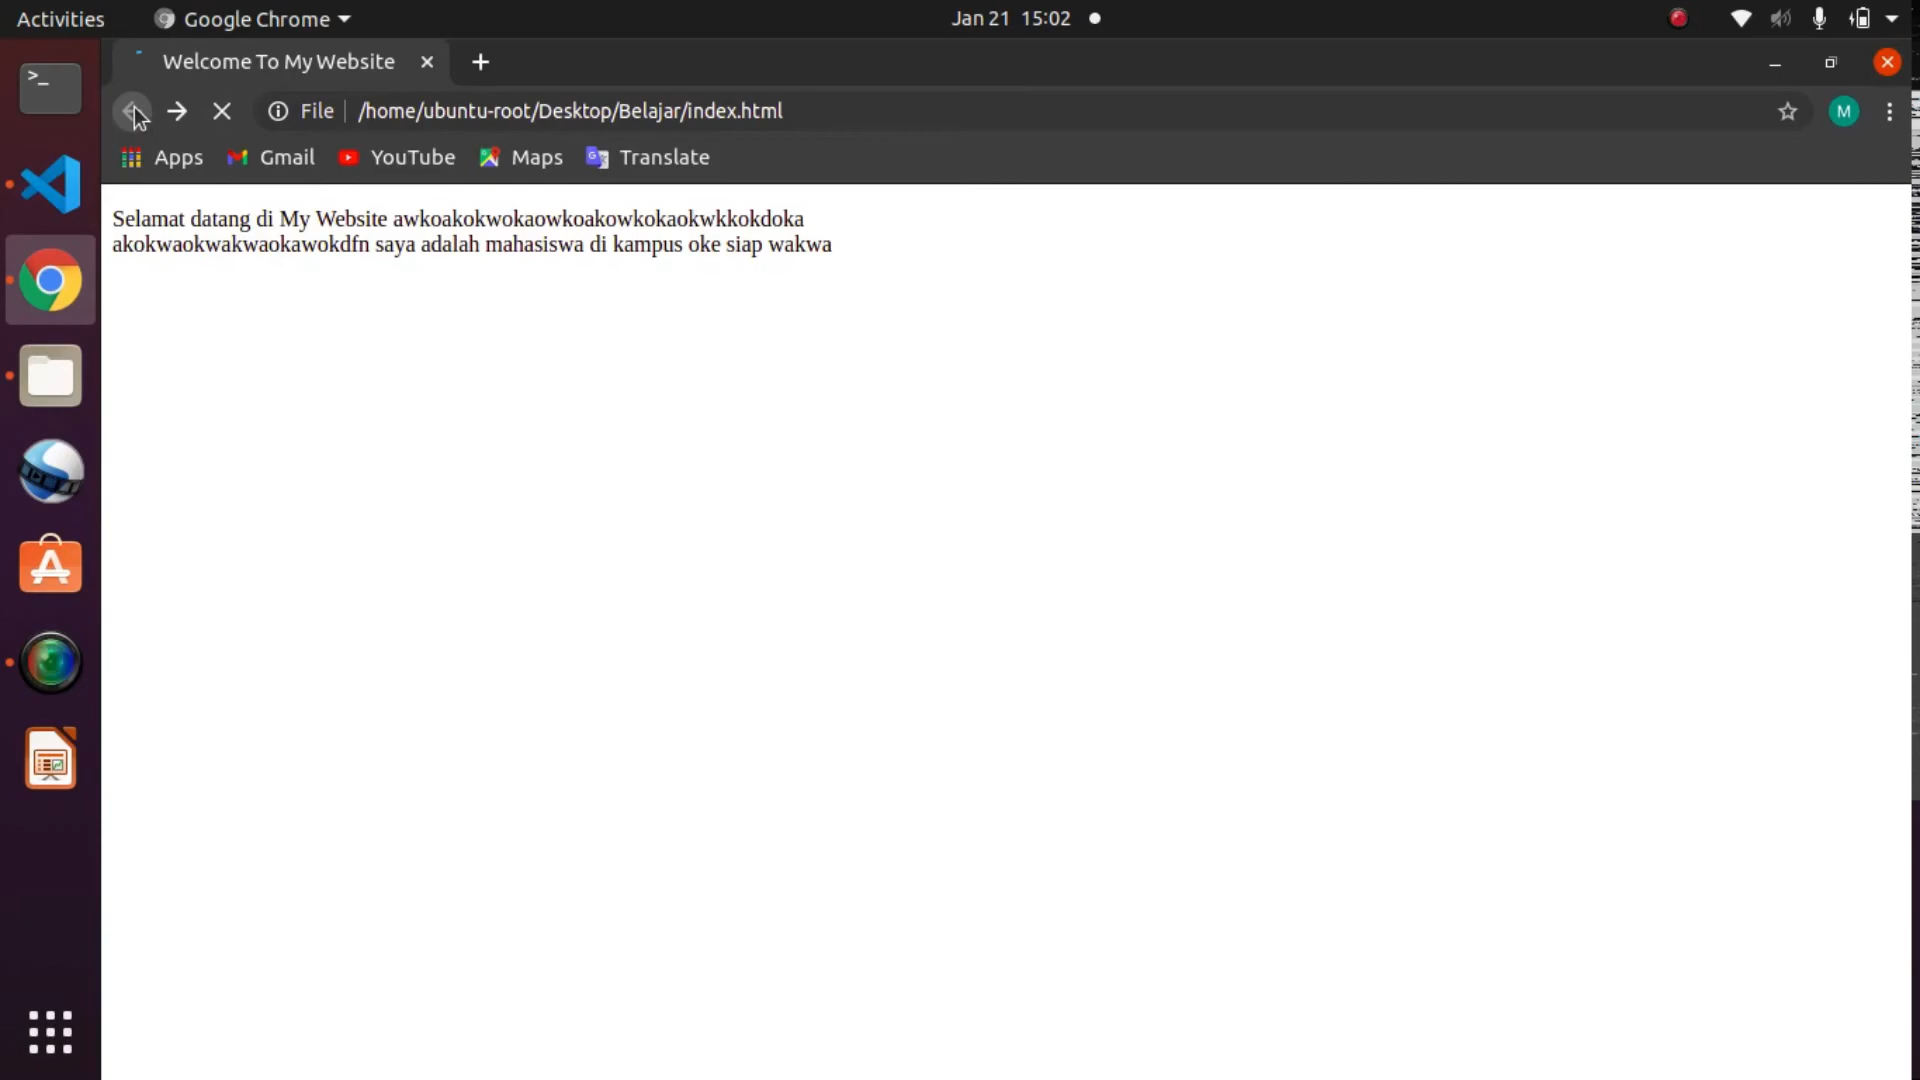 Activities
Google Chrome
Jan 21 15:02
Welcome To My Website
File
/home/ubuntu-root/Desktop/Belajar/index.html
M
Apps
Gmail
YouTube
Maps
Translate
Selamat datang di My Website awkoakokwokaowkoakowkokaokwkkokdoka
akokwaokwakwaokawokdfn saya adalah mahasiswa di kampus oke siap wakwa